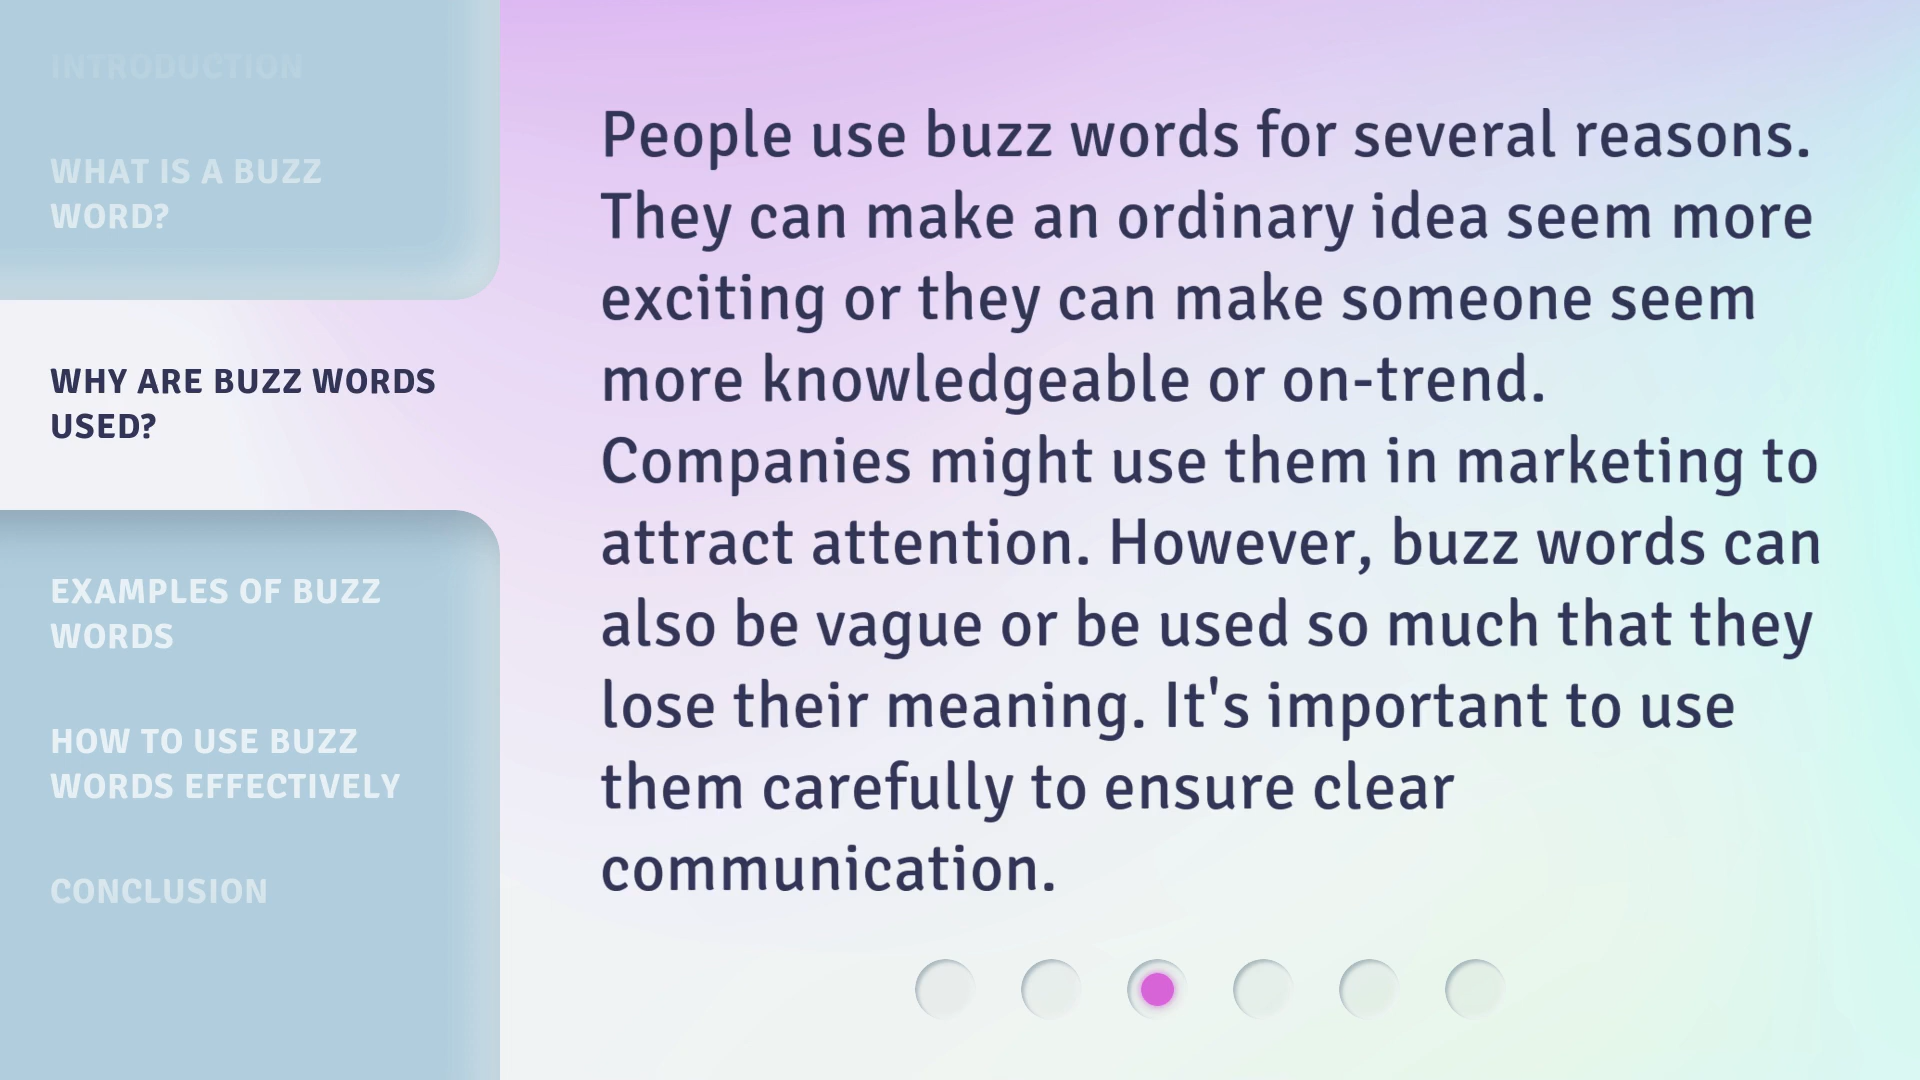 INTRODUCTION
WHAT IS A BUZZ
WORD?
WHY ARE BUZZ WORDS
USED?
EXAMPLES OF BUZZ
WORDS
HOW TO USE BUZZ
WORDS EFFECTIVELY
CONCLUSION
People use buzz words for several reasons.
They can make an ordinary idea seem more
exciting or they can make someone seem
more knowledgeable or on-trend.
Companies might use them in marketing to
attract attention. However, buzz words can
also be vague or be used so much that they
lose their meaning. It's important to use
them carefully to ensure clear
communication.